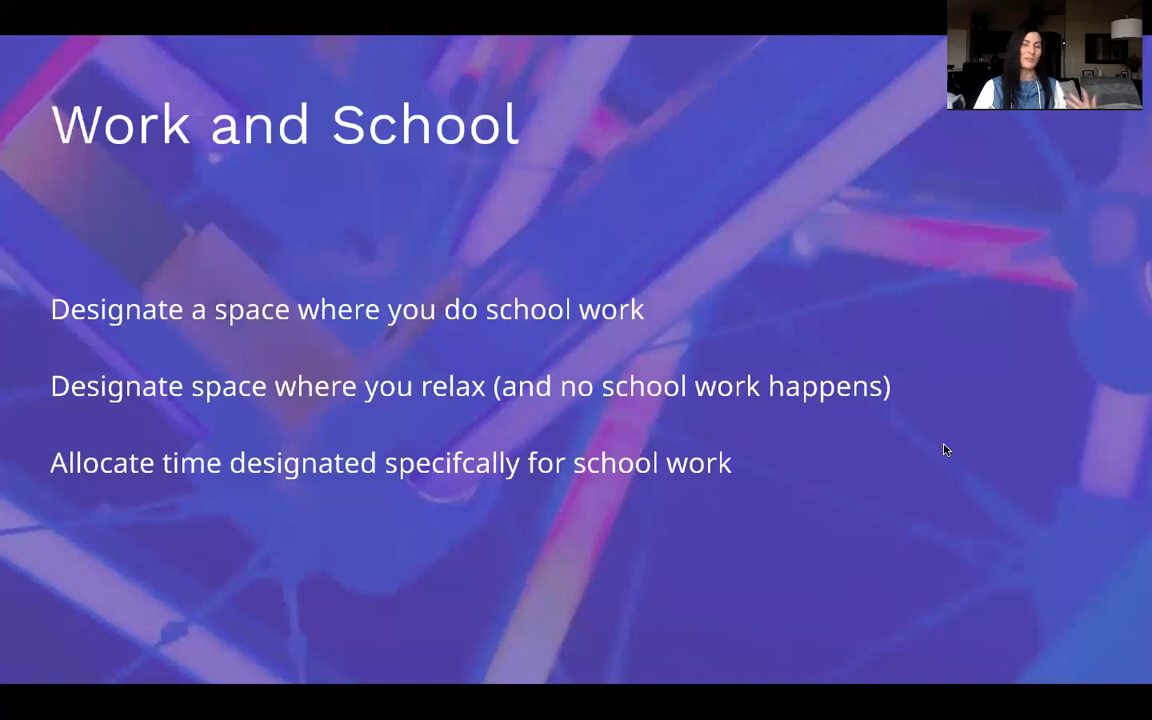 Work and School
Designate a space where you do school work
Designate space where you relax (and no school work happens)
Allocate time designated specifcally for school work